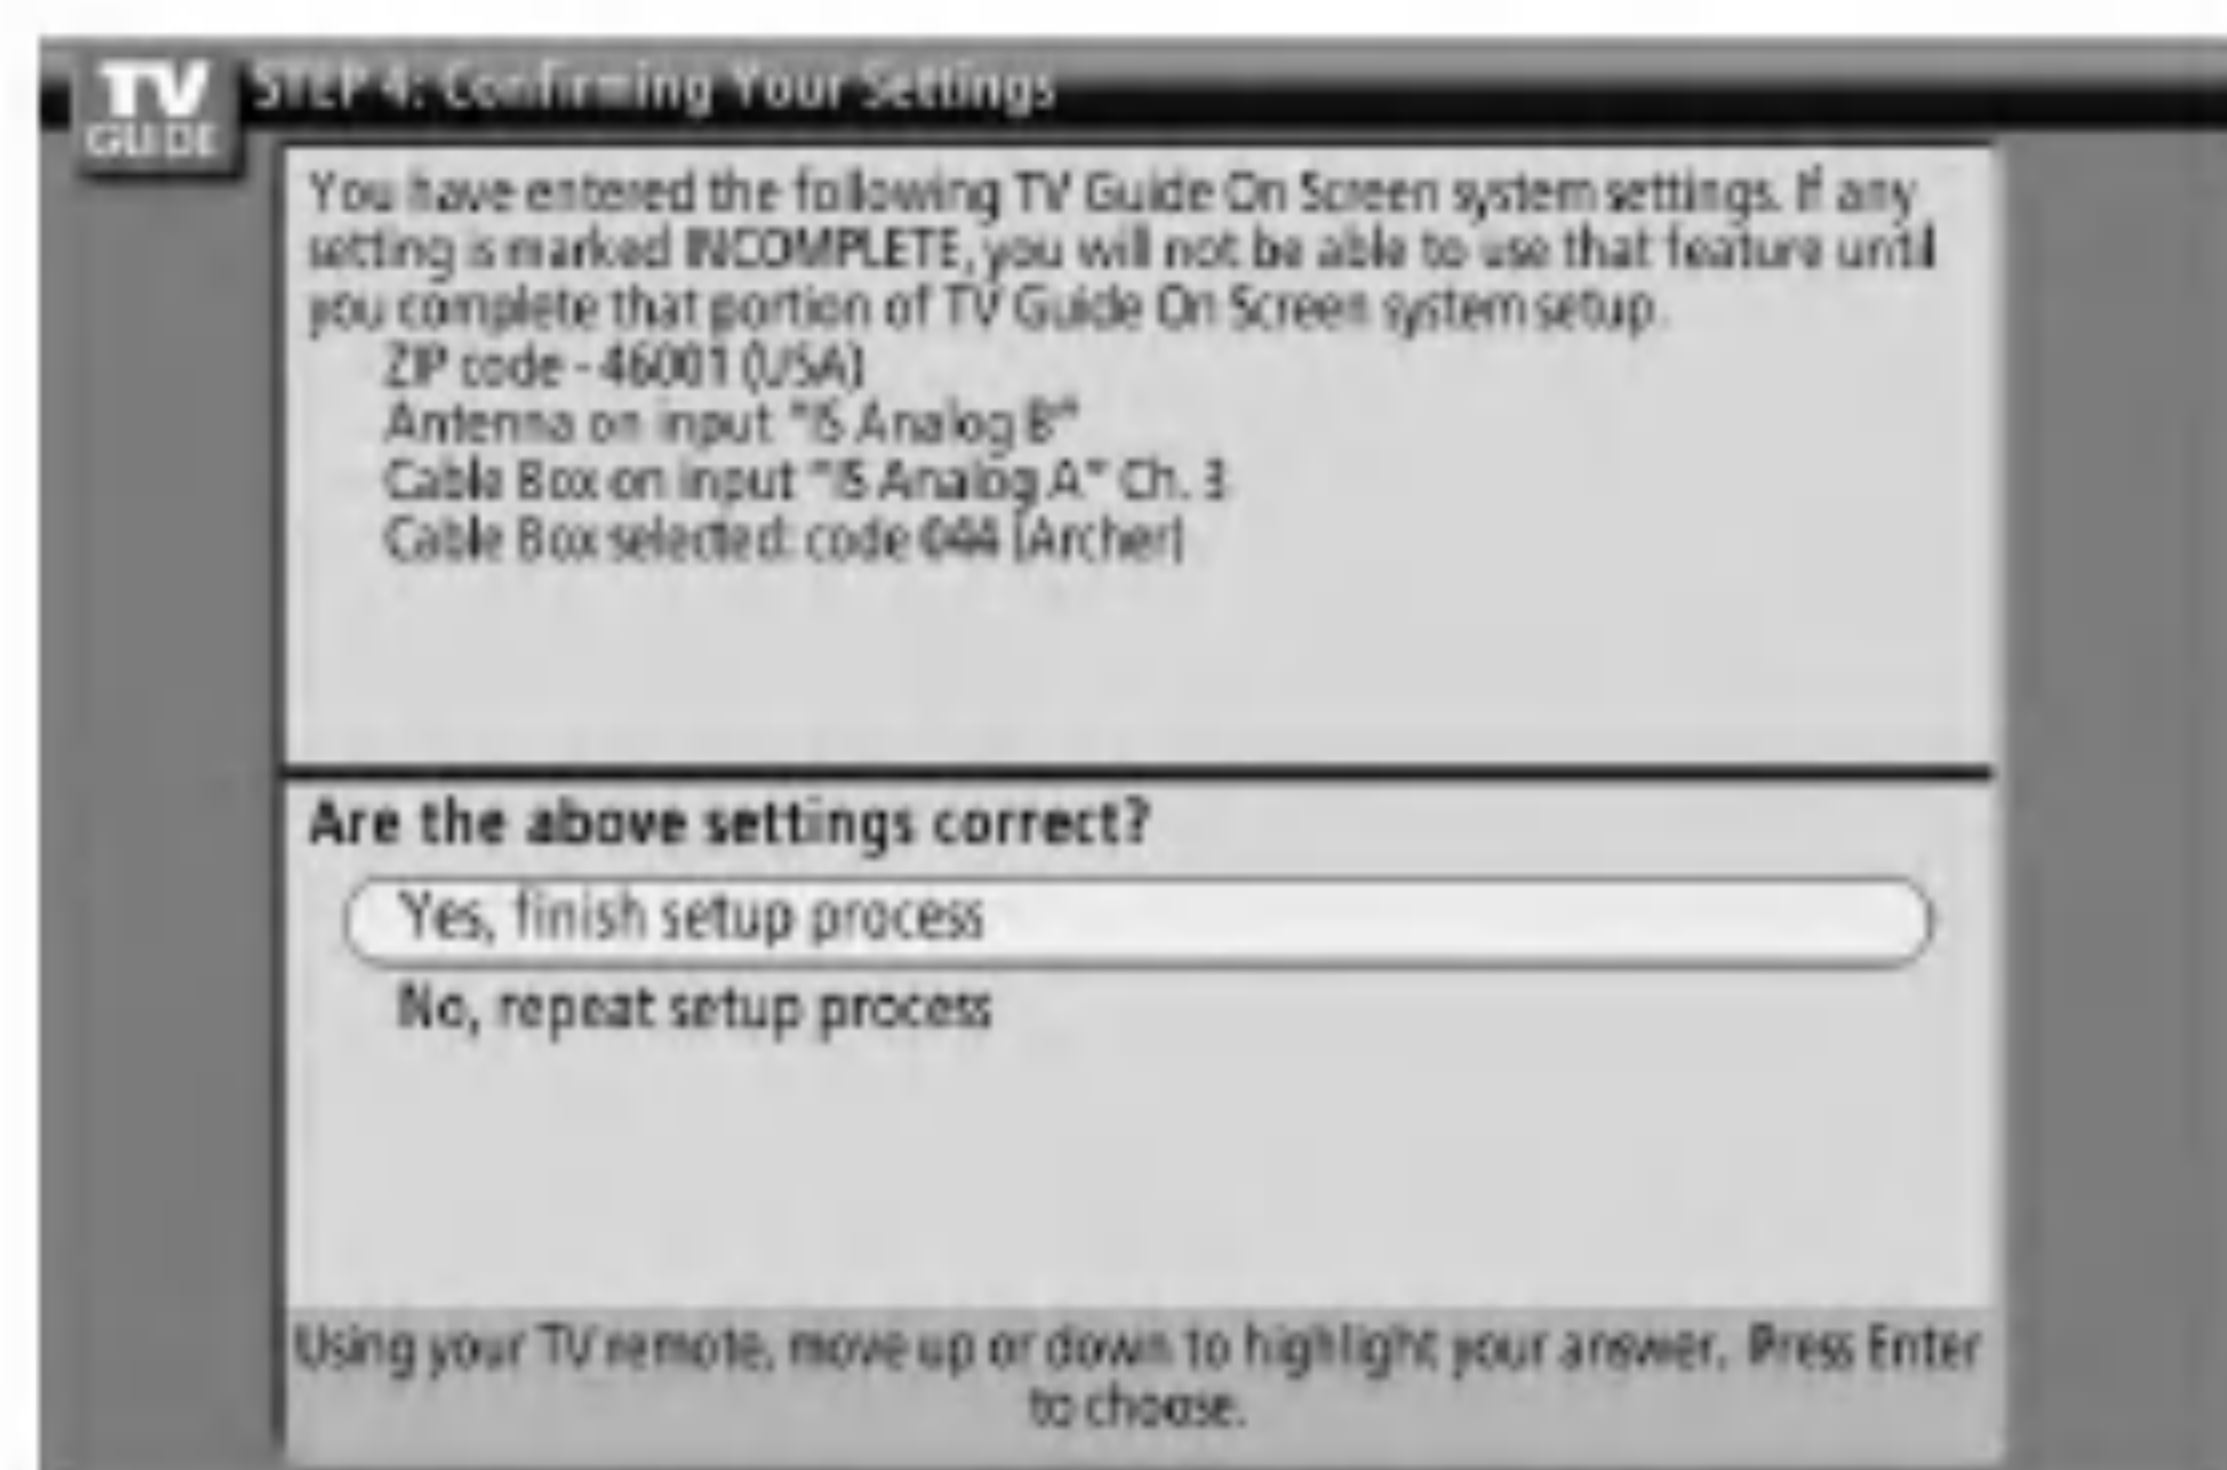 TV
GUIDE
STEP 4: Confirming Your Settings
You have entered the following TV Guide On Screen system settings. If any
setting is marked INCOMPLETE, you will not be able to use that feature until
you complete that portion of TV Guide On Screen system setup.
ZIP code - 46001 (USA)
Antenna on input "IS Analog B"
Cable Box on input "IS Analog A" Ch. 3
Cable Box selected: code 044 (Archer)
Are the above settings correct?
Yes, finish setup process
No, repeat setup process
Using your TV remote, move up or down to highlight your answer. Press Enter
to choose.